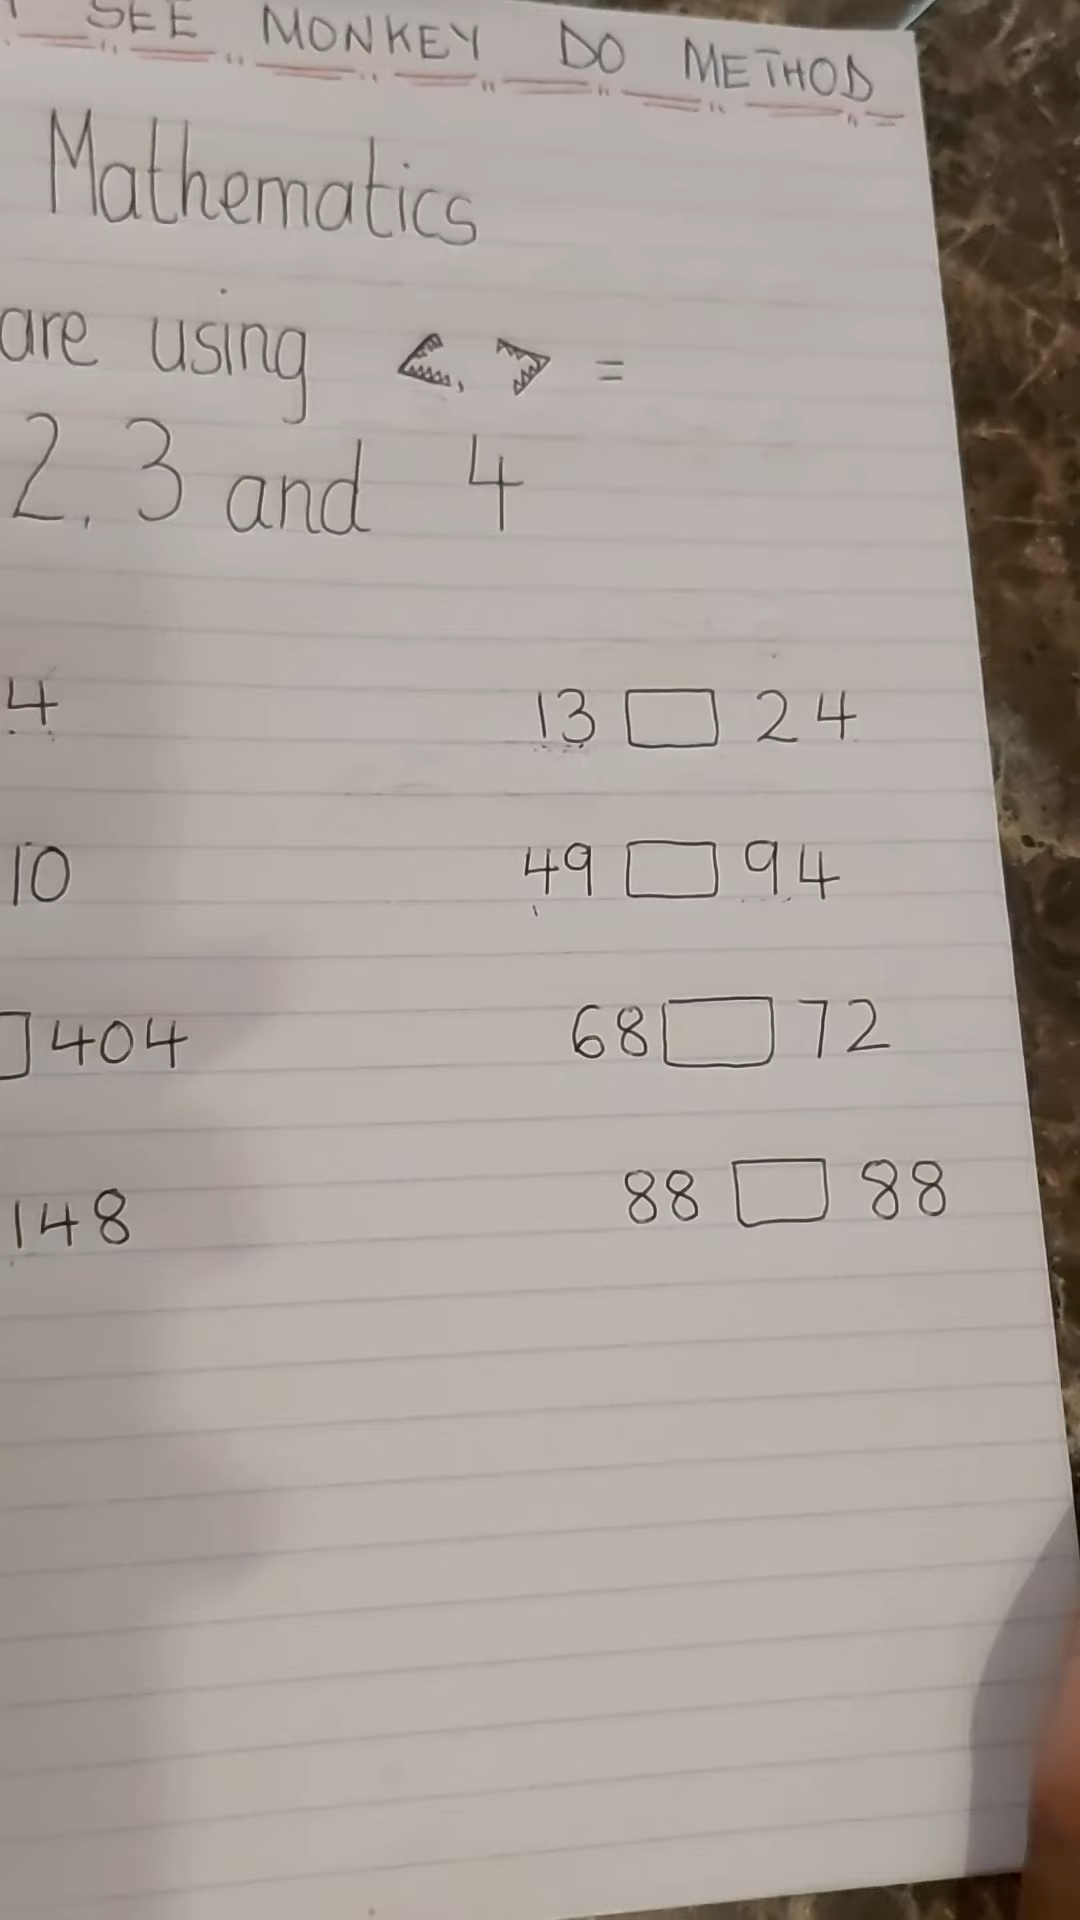 SEE MONKEY DO METHOD
Mathematics
are using <, > =
2, 3 and 4
4 13 □ 24
10 49 □ 94
□ 404 68 □ 72
148 88 □ 88